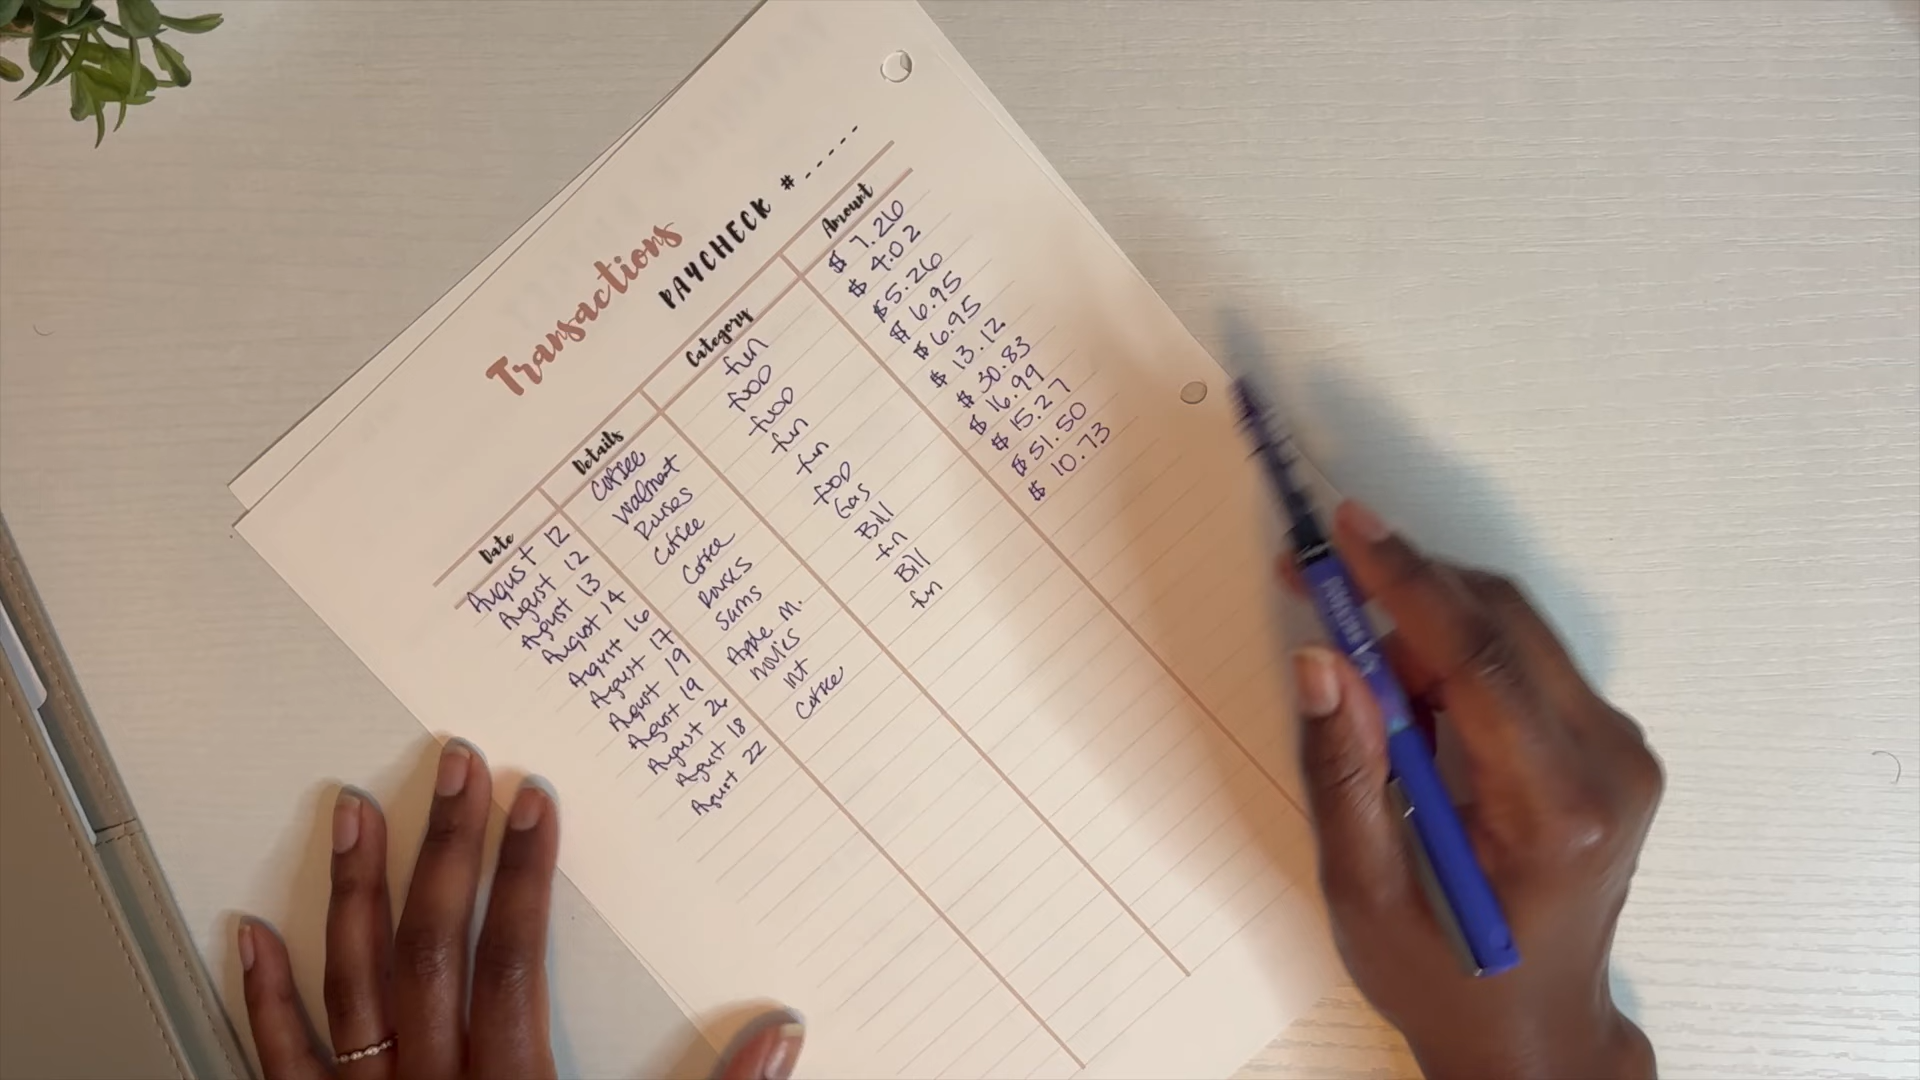 Transactions
PAYCHECK # -----
Date Details Category Amount
August 12 Coffee fun $ 7.26
August 12 Walmart food $ 4.02
August 13 Rouses food $5.26
August 14 Coffee fun $ 6.95
August 16 Coffee fun $ 6.95
August 17 Rouses food $ 13.12
August 19 Sams Gas $ 30.83
August 19 Apple M. Bill $ 16.99
August 26 movies fun $ 15.27
August 18 int Bill $51.50
August 22 Coffee fun $ 10.73